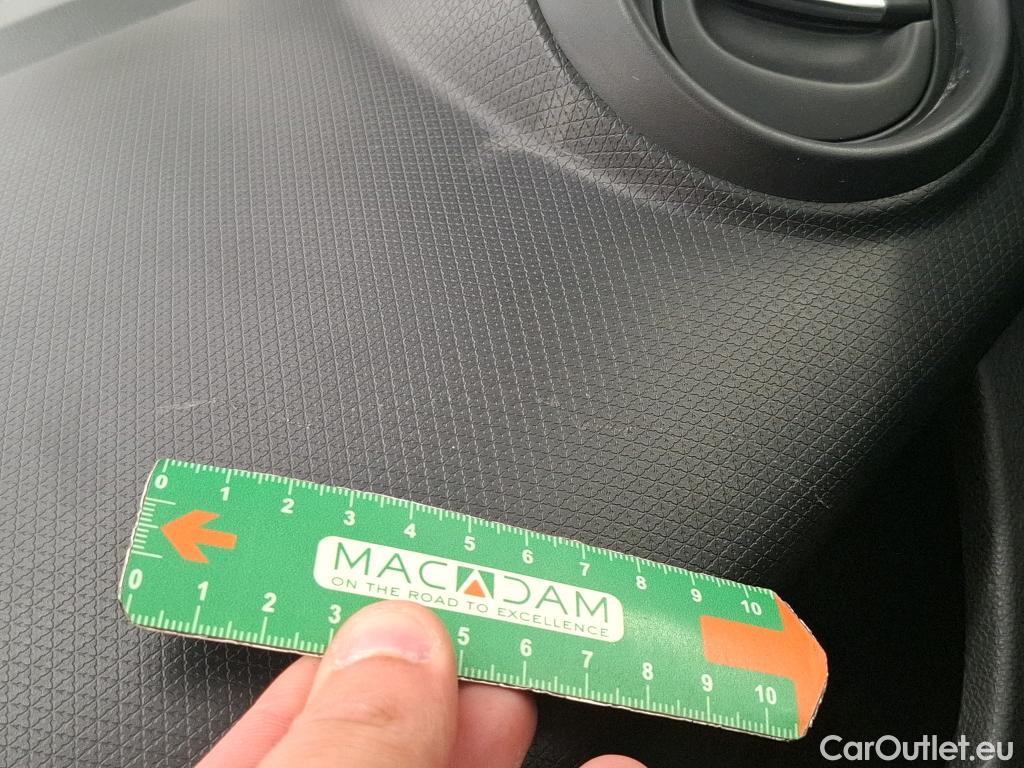 0 1 2 3 4 5 6 7 8 9 10
MACADAM
ON THE ROAD TO EXCELLENCE
0 1 2 3 5 6 7 8 9 10
CarOutlet.eu